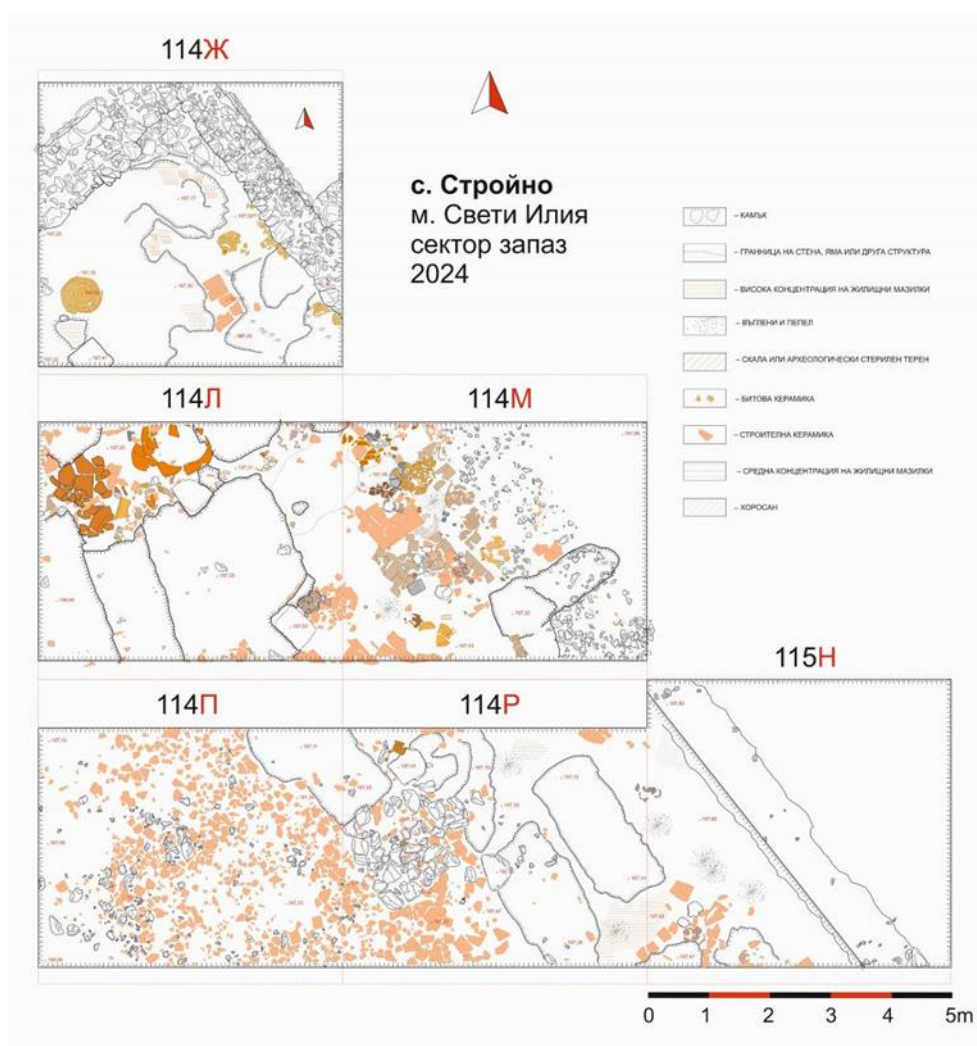 114Ж
с. Стройно
м. Свети Илия
сектор запаз
2024
– КАМЪК
– ГРАННИЦА НА СТЕНА, ЯМА ИЛИ ДРУГА СТРУКТУРА
– ВИСОКА КОНЦЕНТРАЦИЯ НА ЖИЛИЩНИ МАЗИЛКИ
– ВЪГЛЕНИ И ПЕПЕЛ
– СКАЛА ИЛИ АРХЕОЛОГИЧЕСКИ СТЕРИЛЕН ТЕРЕН
– БИТОВА КЕРАМИКА
– СТРОИТЕЛНА КЕРАМИКА
– СРЕДНА КОНЦЕНТРАЦИЯ НА ЖИЛИЩНИ МАЗИЛКИ
– ХОРОСАН
114Л 114М
114П 114Р 115Н
0 1 2 3 4 5m